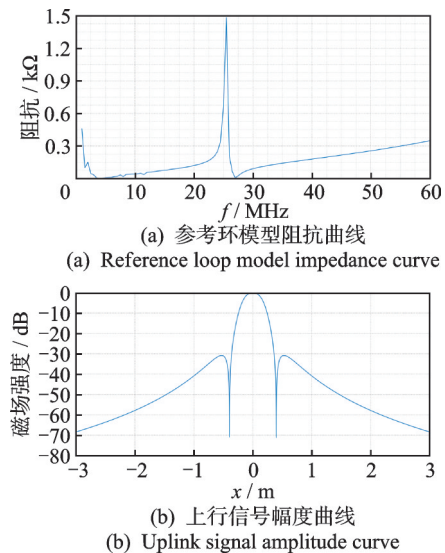 1.5
1.2
0.9
0.6
0.3
阻抗 / kΩ
0 10 20 30 40 50 60
f / MHz
(a) 参考环模型阻抗曲线
(a) Reference loop model impedance curve
0
−10
−20
−30
−40
−50
−60
−70
−80
磁场强度 / dB
−3 −2 −1 0 1 2 3
x / m
(b) 上行信号幅度曲线
(b) Uplink signal amplitude curve